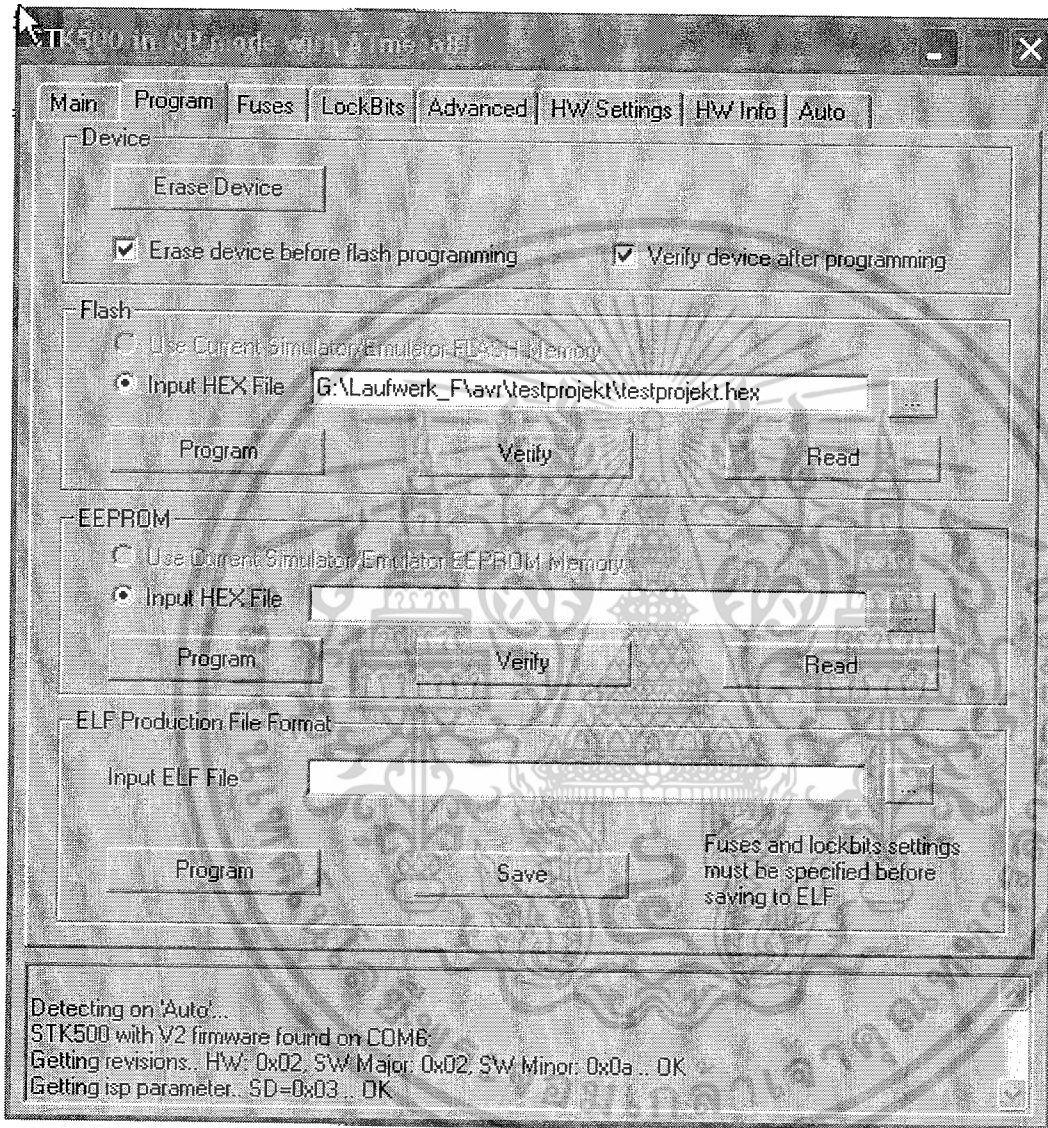 STK500 in ISP mode with ATmega8
Main Program Fuses LockBits Advanced HW Settings HW Info Auto
Device
Erase Device
Erase device before flash programming Verify device after programming
Flash
Use Current Simulator/Emulator FLASH Memory
Input HEX File G:\Laufwerk_F\avr\testprojekt\testprojekt.hex ...
Program Verify Read
EEPROM
Use Current Simulator/Emulator EEPROM Memory
Input HEX File ...
Program Verify Read
ELF Production File Format
Input ELF File ...
Fuses and lockbits settings
Program Save must be specified before
saving to ELF
Detecting on 'Auto'...
STK500 with V2 firmware found on COM6:
Getting revisions.. HW: 0x02, SW Major: 0x02, SW Minor: 0x0a .. OK
Getting isp parameter.. SD=0x03 .. OK